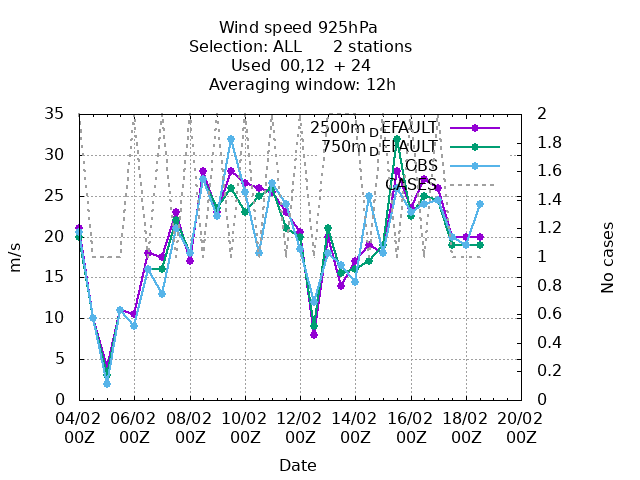 Wind speed 925hPa
Selection: ALL 2 stations
Used 00,12 + 24
Averaging window: 12h
2500m_DEFAULT
750m_DEFAULT
OBS
CASES
35
30
25
20
15
10
5
0
m/s
2
1.8
1.6
1.4
1.2
1
0.8
0.6
0.4
0.2
0
No cases
04/02 06/02 08/02 10/02 12/02 14/02 16/02 18/02 20/02
00Z 00Z 00Z 00Z 00Z 00Z 00Z 00Z 00Z
Date